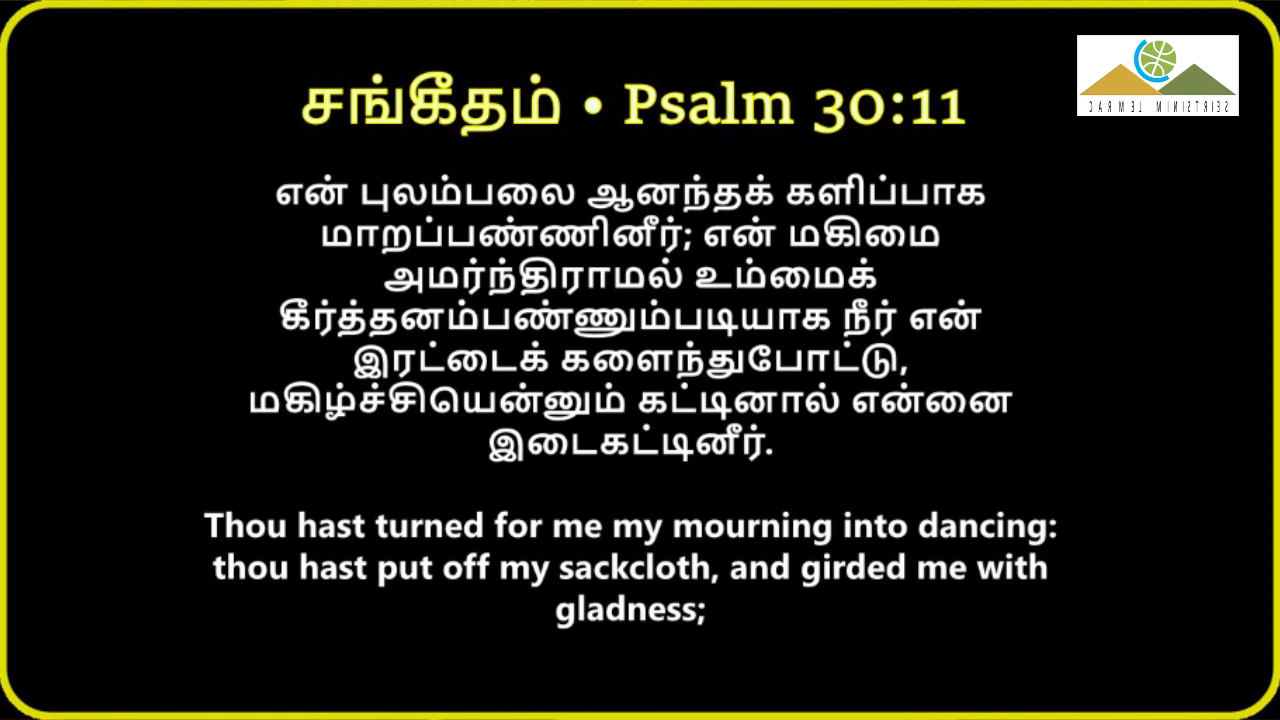 சங்கீதம் • Psalm 30:11
CARMEL MINISTRIES
என் புலம்பலை ஆனந்தக் களிப்பாக
மாறப்பண்ணினீர்; என் மகிமை
அமர்ந்திராமல் உம்மைக்
கீர்த்தனம்பண்ணும்படியாக நீர் என்
இரட்டைக் களைந்துபோட்டு,
மகிழ்ச்சியென்னும் கட்டினால் என்னை
இடைகட்டினீர்.
Thou hast turned for me my mourning into dancing:
thou hast put off my sackcloth, and girded me with
gladness;